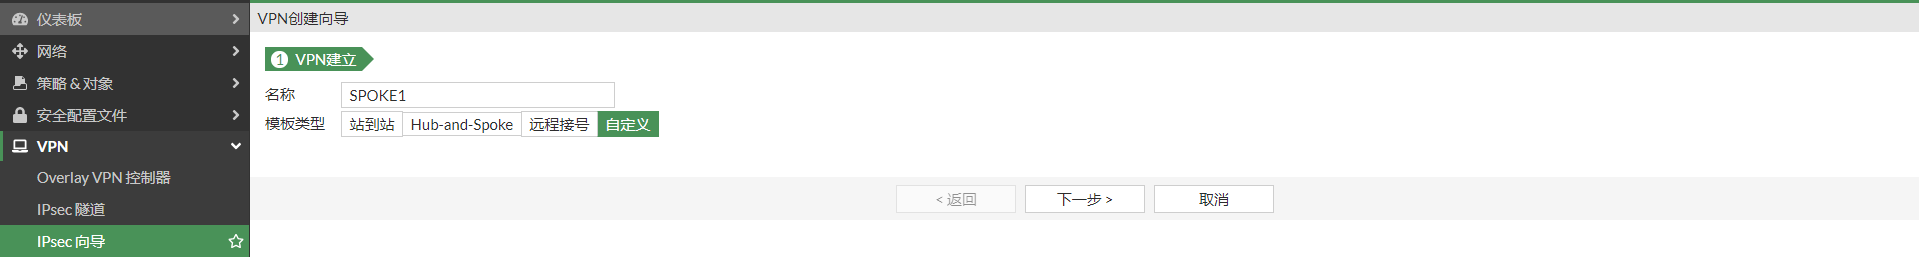 仪表板
网络
策略 & 对象
安全配置文件
VPN
Overlay VPN 控制器
IPsec 隧道
IPsec 向导
VPN创建向导
1 VPN建立
名称 SPOKE1
模板类型 站到站 Hub-and-Spoke 远程接号 自定义
< 返回 下一步 > 取消